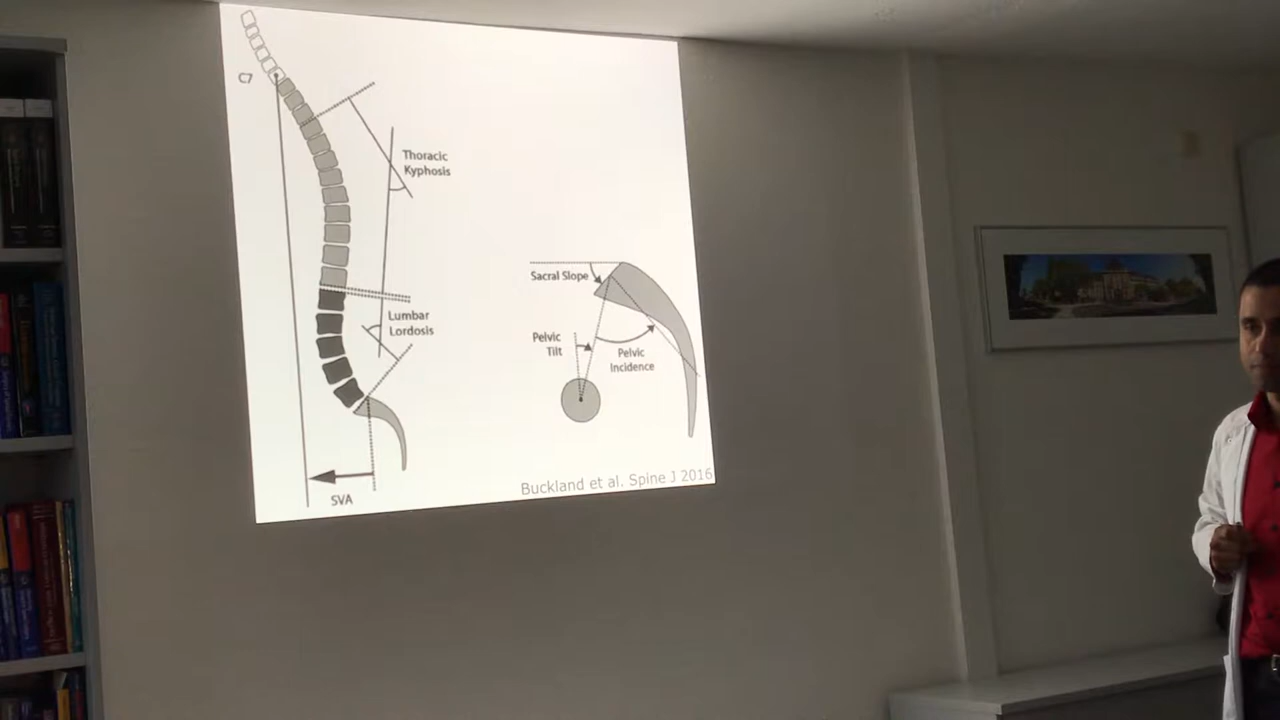 C7
Thoracic
Kyphosis
Lumbar
Lordosis
SVA
Sacral Slope
Pelvic
Tilt
Pelvic
Incidence
Buckland et al. Spine J 2016